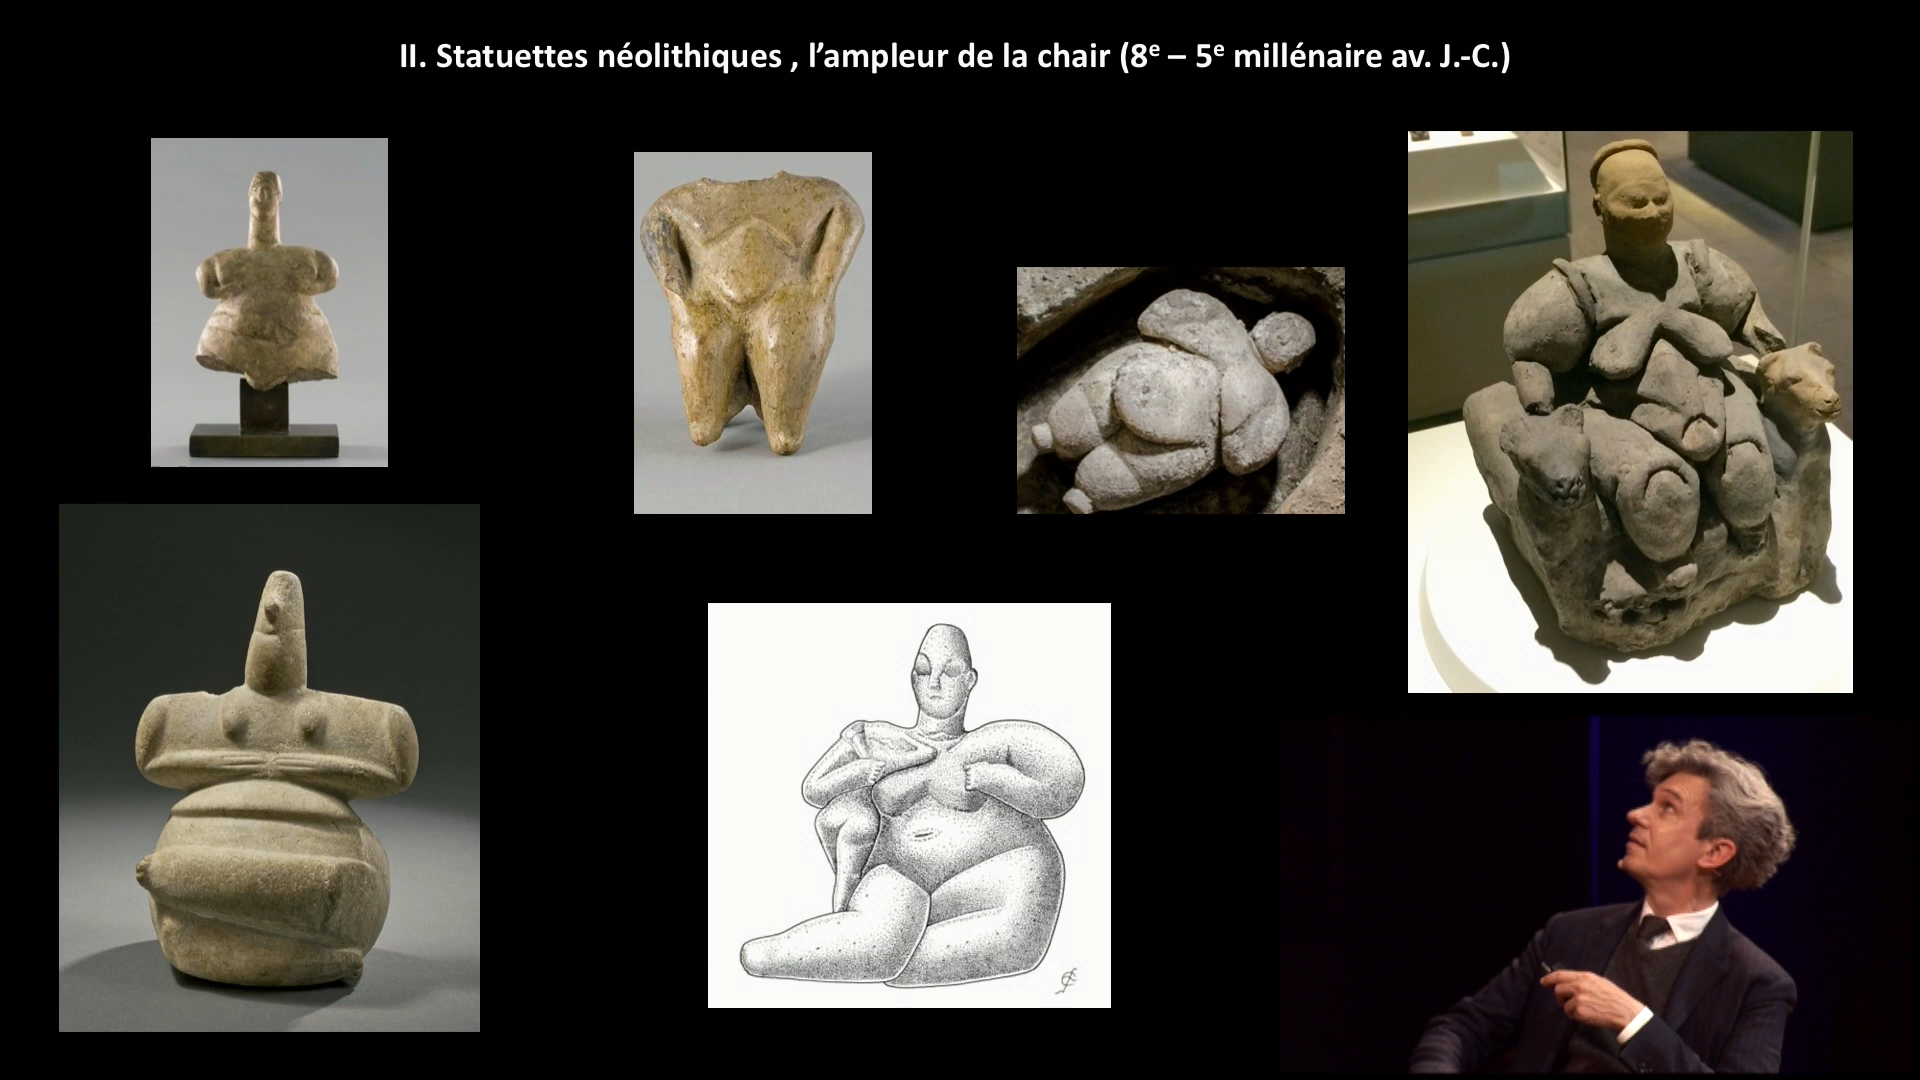 II. Statuettes néolithiques , l’ampleur de la chair (8e – 5e millénaire av. J.-C.)